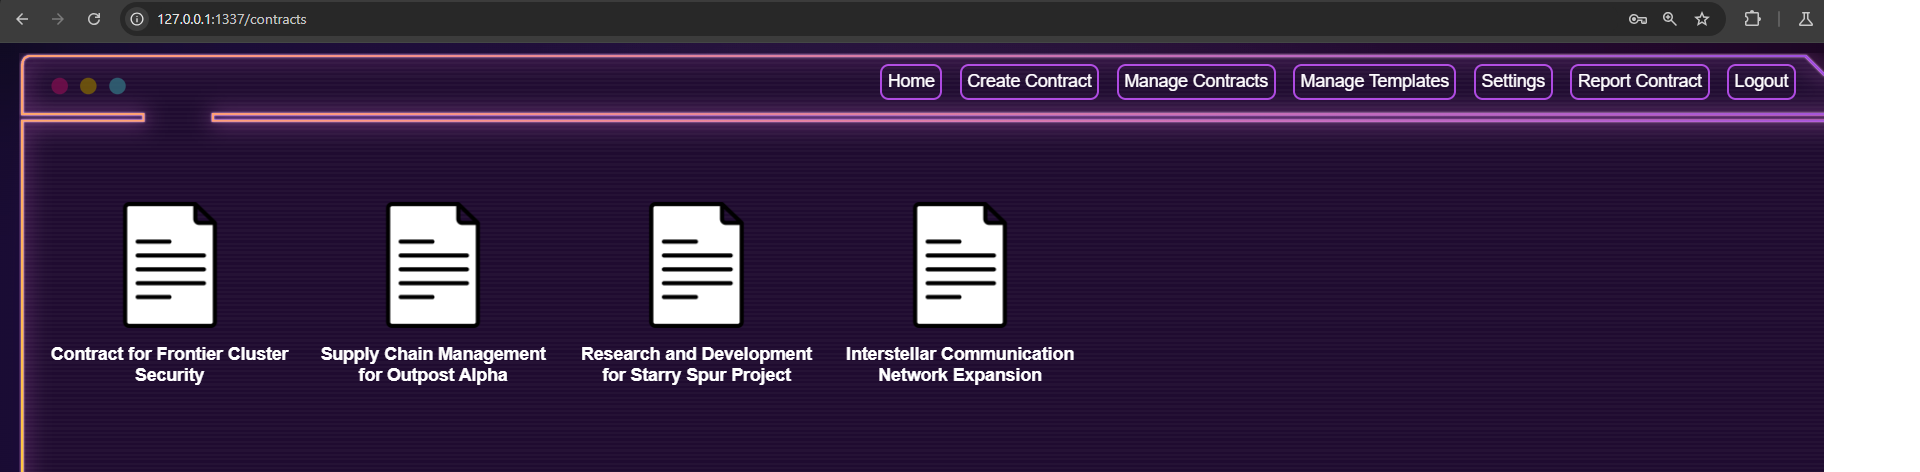 127.0.0.1:1337/contracts
Home Create Contract Manage Contracts Manage Templates Settings Report Contract Logout
Contract for Frontier Cluster
Security
Supply Chain Management
for Outpost Alpha
Research and Development
for Starry Spur Project
Interstellar Communication
Network Expansion